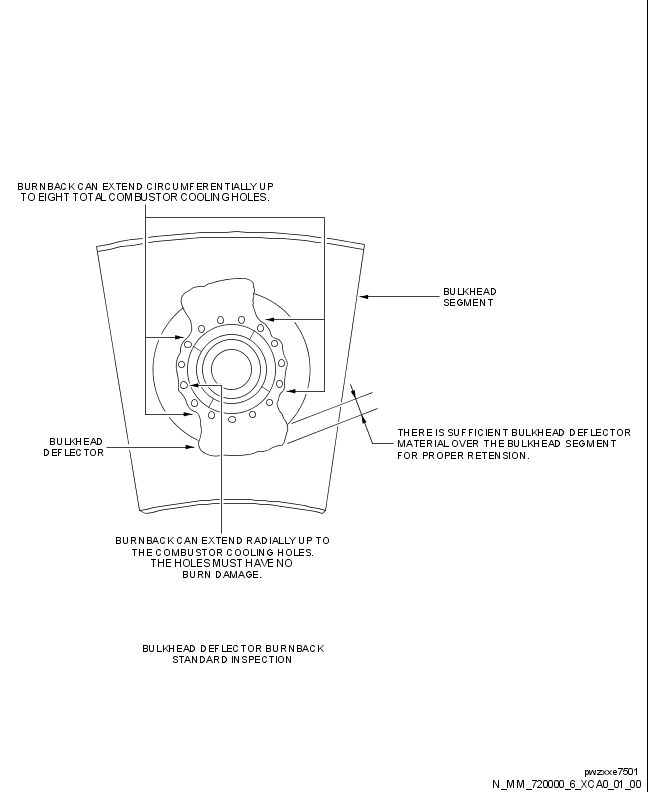 BURNBACK CAN EXTEND CIRCUMFERENTIALLY UP
TO EIGHT TOTAL COMBUSTOR COOLING HOLES.
BULKHEAD
SEGMENT
THERE IS SUFFICIENT BULKHEAD DEFLECTOR
MATERIAL OVER THE BULKHEAD SEGMENT
FOR PROPER RETENSION.
BULKHEAD
DEFLECTOR
BURNBACK CAN EXTEND RADIALLY UP TO
THE COMBUSTOR COOLING HOLES.
THE HOLES MUST HAVE NO
BURN DAMAGE.
BULKHEAD DEFLECTOR BURNBACK
STANDARD INSPECTION
pwzxxe7501
N_MM_720000_6_XCA0_01_00